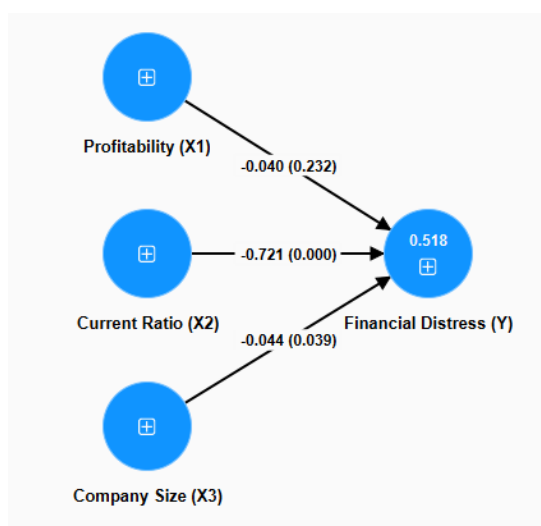 Profitability (X1)
-0.040 (0.232)
0.518
-0.721 (0.000)
Current Ratio (X2)
Financial Distress (Y)
-0.044 (0.039)
Company Size (X3)